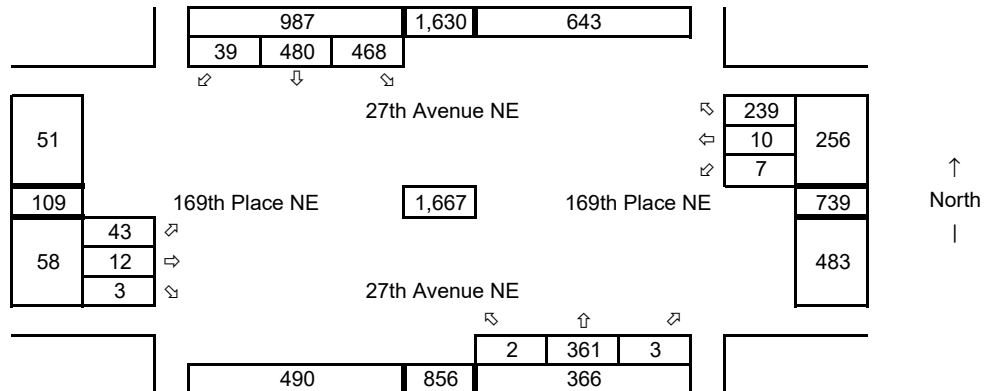 987 1,630 643
39 480 468
⬃ ⇩ ⬂
27th Avenue NE
⬁ 239
51 ⇦ 10 256
⬃ 7
↑
109 169th Place NE 1,667 169th Place NE 739 North
|
43 ⬀
58 12 ⇨ 483
3 ⬂
27th Avenue NE
⬁ ⇧ ⬀
2 361 3
490 856 366